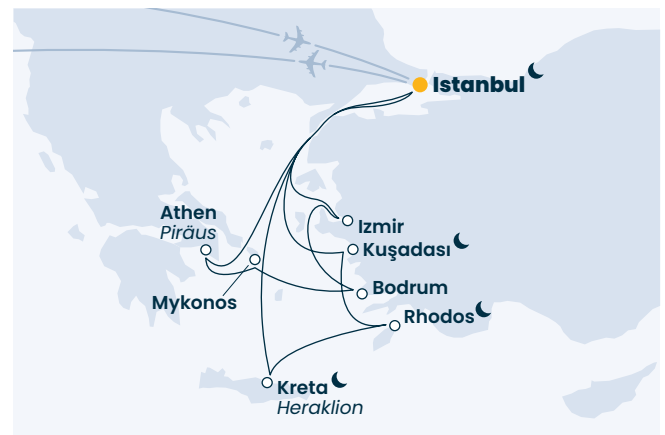 Istanbul
Athen
Piräus
Izmir
Kuşadası
Mykonos
Bodrum
Rhodos
Kreta
Heraklion